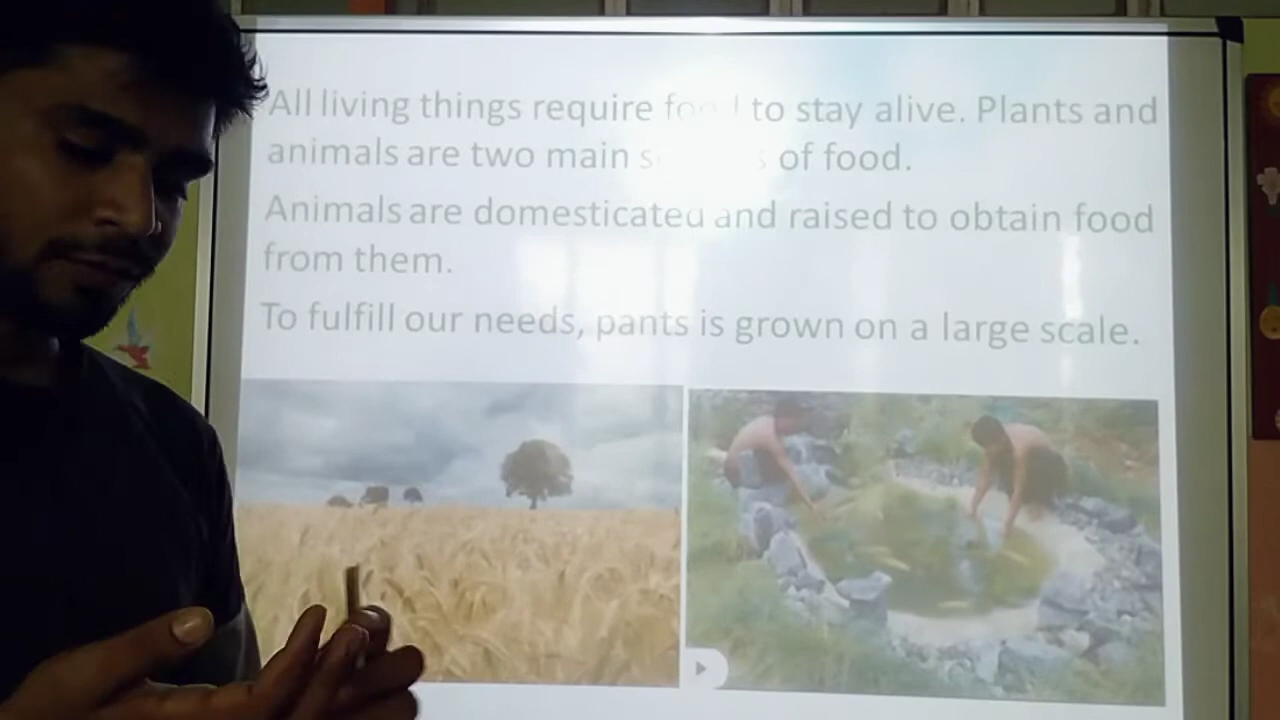 All living things require food to stay alive. Plants and
animals are two main of food.
Animals are domesticated and raised to obtain food
from them.
To fulfill our needs, pants is grown on a large scale.